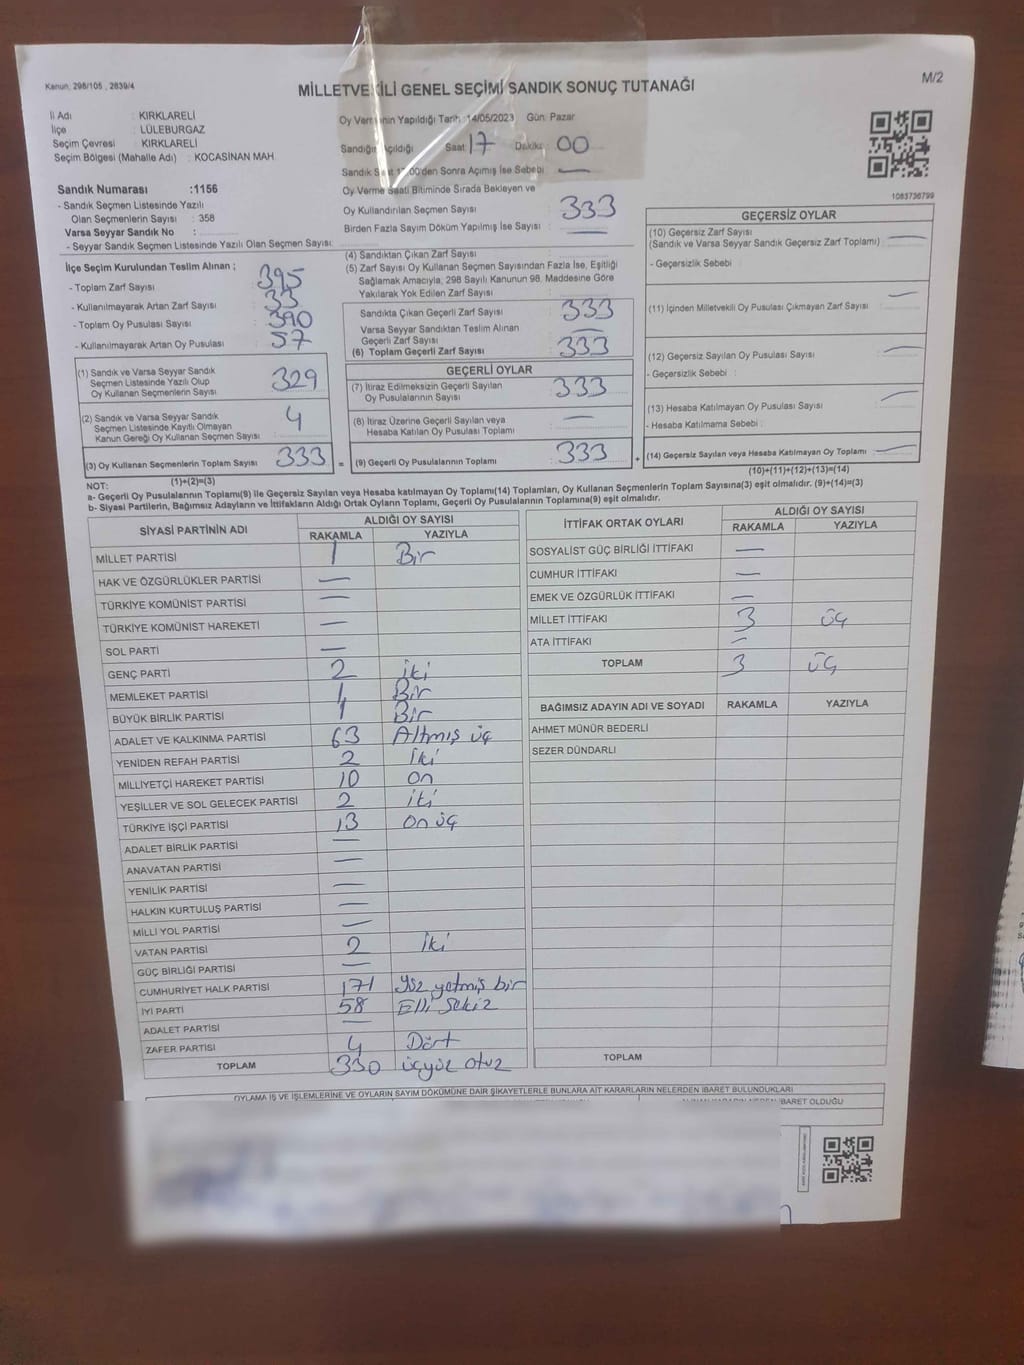 Kanun, 298/105 , 2839/4
M/2
MİLLETVEKİLİ GENEL SEÇİMİ SANDIK SONUÇ TUTANAĞI
İl Adı : KIRKLARELİ
İlçe : LÜLEBURGAZ
Seçim Çevresi : KIRKLARELİ
Seçim Bölgesi (Mahalle Adı) : KOCASİNAN MAH.
Sandık Numarası :1156
- Sandık Seçmen Listesinde Yazılı
Olan Seçmenlerin Sayısı : 358
Varsa Seyyar Sandık No :
- Seyyar Sandık Seçmen Listesinde Yazılı Olan Seçmen Sayısı:
Oy Vermenin Yapıldığı Tarih :14/05/2023 Gün: Pazar
Sandığın Açıldığı Saat 17 Dakika 00
Sandık Saat 17:00'den Sonra Açımış İse Sebebi : —
Oy Verme Saati Bitiminde Sırada Bekleyen ve
Oy Kullandırılan Seçmen Sayısı : 333
Birden Fazla Sayım Döküm Yapılmış İse Sayısı : —
1083736799
İlçe Seçim Kurulundan Teslim Alınan ;
- Toplam Zarf Sayısı : 395
- Kullanılmayarak Artan Zarf Sayısı : 33
- Toplam Oy Pusulası Sayısı : 390
- Kullanılmayarak Artan Oy Pusulası : 57
(1) Sandık ve Varsa Seyyar Sandık
Seçmen Listesinde Yazılı Olup
Oy Kullanan Seçmenlerin Sayısı : 329
(2) Sandık ve Varsa Seyyar Sandık
Seçmen Listesinde Kayıtlı Olmayan
Kanun Gereği Oy Kullanan Seçmen Sayısı : 4
(3) Oy Kullanan Seçmenlerin Toplam Sayısı : 333
(1)+(2)=(3)
(4) Sandıktan Çıkan Zarf Sayısı :
(5) Zarf Sayısı Oy Kullanan Seçmen Sayısından Fazla İse, Eşitliği
Sağlamak Amacıyla, 298 Sayılı Kanunun 98. Maddesine Göre
Yakılarak Yok Edilen Zarf Sayısı :
Sandıkta Çıkan Geçerli Zarf Sayısı : 333
Varsa Seyyar Sandıktan Teslim Alınan
Geçerli Zarf Sayısı : —
(6) Toplam Geçerli Zarf Sayısı : 333
GEÇERLİ OYLAR
(7) İtiraz Edilmeksizin Geçerli Sayılan
Oy Pusulalarının Sayısı : 333
(8) İtiraz Üzerine Geçerli Sayılan veya
Hesaba Katılan Oy Pusulası Toplamı : —
= (9) Geçerli Oy Pusulalarının Toplamı : 333 +
GEÇERSİZ OYLAR
(10) Geçersiz Zarf Sayısı
(Sandık ve Varsa Seyyar Sandık Geçersiz Zarf Toplamı) : —
- Geçersizlik Sebebi :
(11) İçinden Milletvekili Oy Pusulası Çıkmayan Zarf Sayısı : —
(12) Geçersiz Sayılan Oy Pusulası Sayısı : —
- Geçersizlik Sebebi :
(13) Hesaba Katılmayan Oy Pusulası Sayısı : —
- Hesaba Katılmama Sebebi :
(14) Geçersiz Sayılan veya Hesaba Katılmayan Oy Toplamı : —
(10)+(11)+(12)+(13)=(14)
NOT:
a- Geçerli Oy Pusulalarının Toplamı(9) ile Geçersiz Sayılan veya Hesaba katılmayan Oy Toplamı(14) Toplamları, Oy Kullanan Seçmenlerin Toplam Sayısına(3) eşit olmalıdır. (9)+(14)=(3)
b- Siyasi Partilerin, Bağımsız Adayların ve İttifakların Aldığı Ortak Oyların Toplamı, Geçerli Oy Pusulalarının Toplamına(9) eşit olmalıdır.
SİYASİ PARTİNİN ADI ALDIĞI OY SAYISI
RAKAMLA YAZIYLA
MİLLET PARTİSİ 1 Bir
HAK VE ÖZGÜRLÜKLER PARTİSİ —
TÜRKİYE KOMÜNİST PARTİSİ —
TÜRKİYE KOMÜNİST HAREKETİ —
SOL PARTİ —
GENÇ PARTİ 2 iki
MEMLEKET PARTİSİ 1 Bir
BÜYÜK BİRLİK PARTİSİ 1 Bir
ADALET VE KALKINMA PARTİSİ 63 Altmış üç
YENİDEN REFAH PARTİSİ 2 İki
MİLLİYETÇİ HAREKET PARTİSİ 10 on
YEŞİLLER VE SOL GELECEK PARTİSİ 2 iki
TÜRKİYE İŞÇİ PARTİSİ 13 on üç
ADALET BİRLİK PARTİSİ —
ANAVATAN PARTİSİ —
YENİLİK PARTİSİ —
HALKIN KURTULUŞ PARTİSİ —
MİLLİ YOL PARTİSİ —
VATAN PARTİSİ 2 İki
GÜÇ BİRLİĞİ PARTİSİ —
CUMHURİYET HALK PARTİSİ 171 Yüz yetmiş bir
İYİ PARTİ 58 Elli Sekiz
ADALET PARTİSİ —
ZAFER PARTİSİ 4 Dört
TOPLAM 330 üçyüz otuz
İTTİFAK ORTAK OYLARI ALDIĞI OY SAYISI
RAKAMLA YAZIYLA
SOSYALİST GÜÇ BİRLİĞİ İTTİFAKI —
CUMHUR İTTİFAKI —
EMEK VE ÖZGÜRLÜK İTTİFAKI —
MİLLET İTTİFAKI 3 üç
ATA İTTİFAKI —
TOPLAM 3 üç
BAĞIMSIZ ADAYIN ADI VE SOYADI RAKAMLA YAZIYLA
AHMET MÜNÜR BEDERLİ
SEZER DÜNDARLI
TOPLAM
OYLAMA İŞ VE İŞLEMLERİNE VE OYLARIN SAYIM DÖKÜMÜNE DAİR ŞİKAYETLERLE BUNLARA AİT KARARLARIN NELERDEN İBARET BULUNDUKLARI
İBARET OLDUĞU